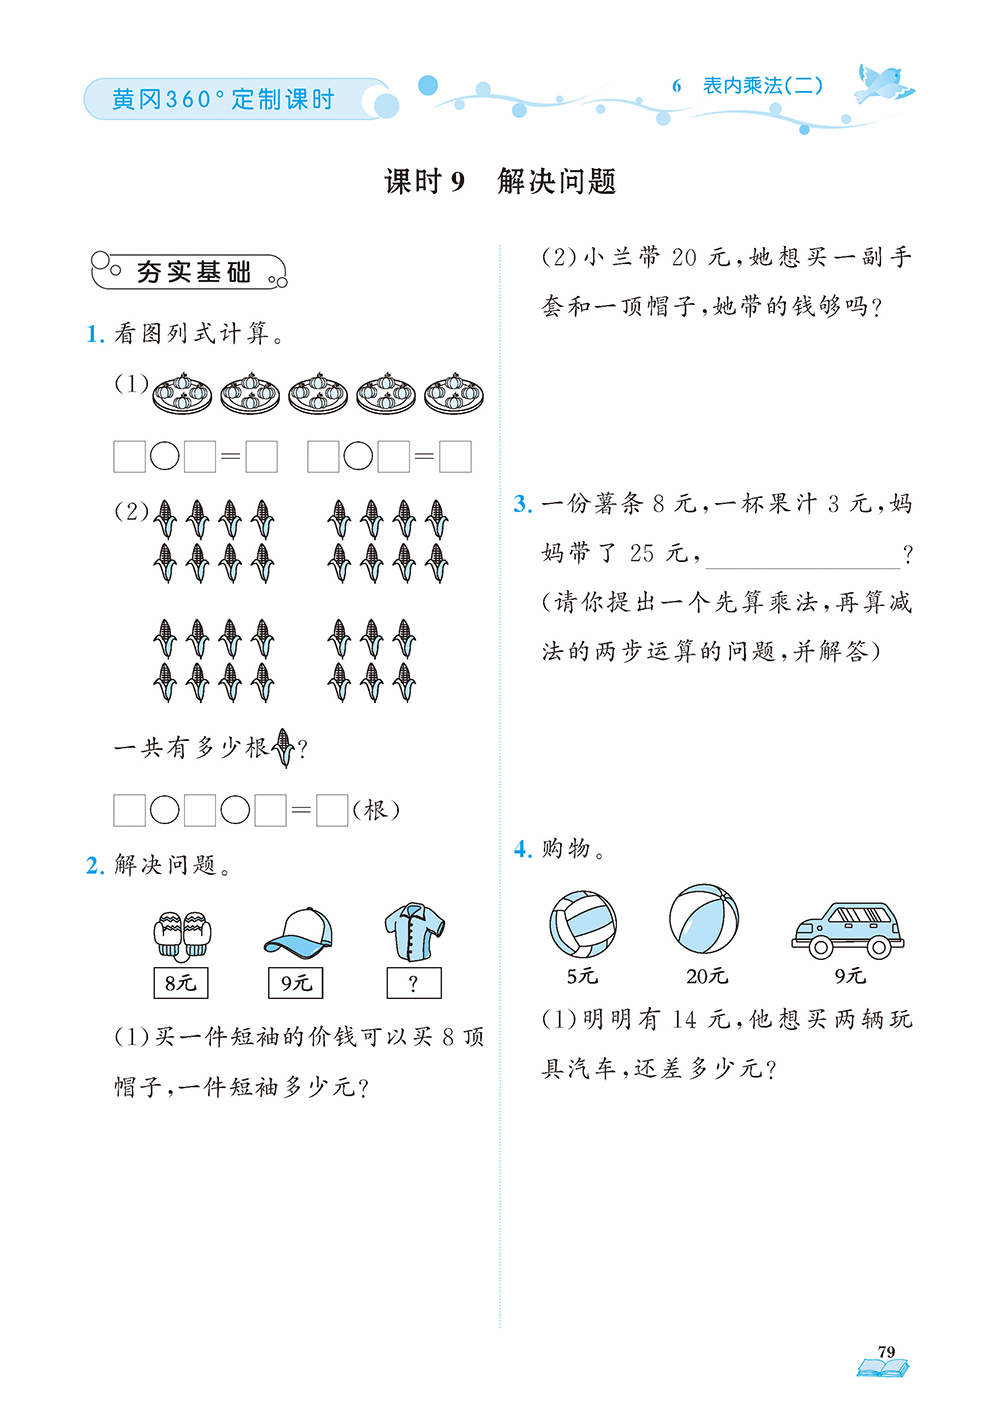 黄冈360°定制课时
6 表内乘法(二)
课时9 解决问题
夯实基础
1. 看图列式计算。
(1)
□○□=□ □○□=□
(2)
一共有多少根?
□○□○□=□(根)
2. 解决问题。
8元 9元 ?
(1)买一件短袖的价钱可以买8顶
帽子,一件短袖多少元?
(2)小兰带20元,她想买一副手
套和一顶帽子,她带的钱够吗?
3. 一份薯条8元,一杯果汁3元,妈
妈带了25元,______________?
(请你提出一个先算乘法,再算减
法的两步运算的问题,并解答)
4. 购物。
5元 20元 9元
(1)明明有14元,他想买两辆玩
具汽车,还差多少元?
79